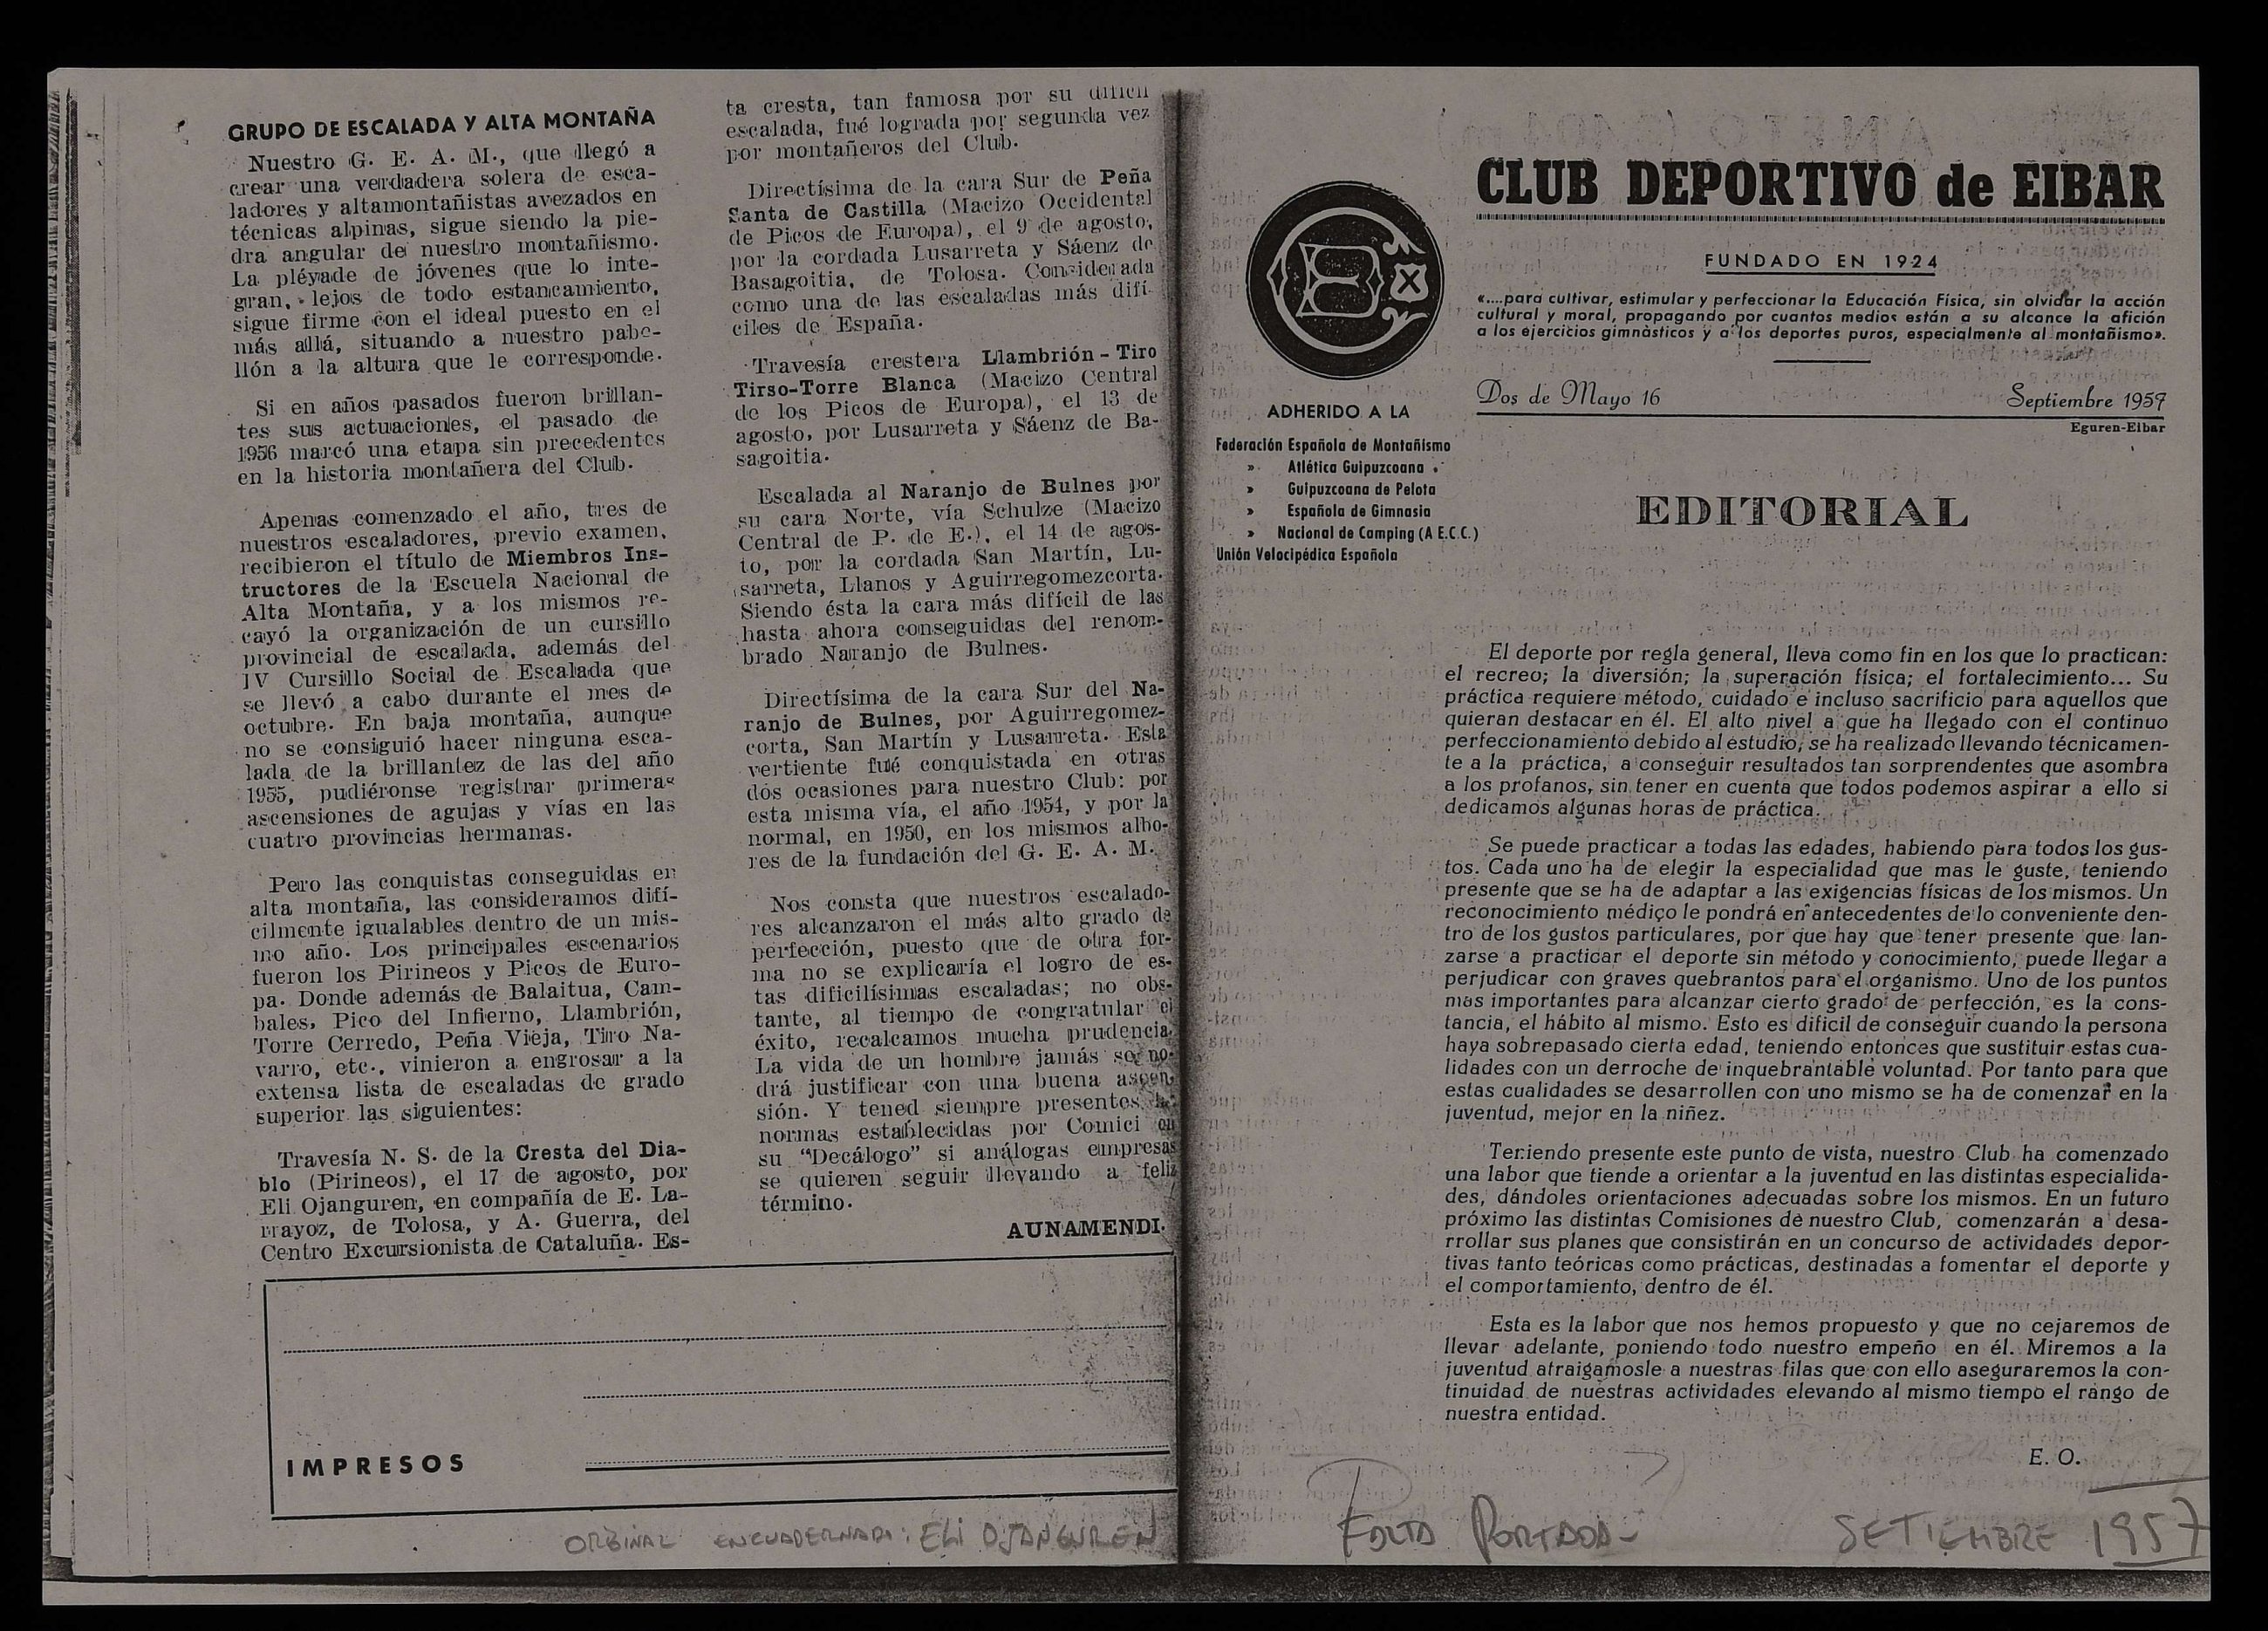 GRUPO DE ESCALADA Y ALTA MONTAÑA
Nuestro G. E. A. M., que llegó a
crear una verdadera solera de esca-
ladores y altamontañistas avezados en
técnicas alpinas, sigue siendo la pie-
dra angular de nuestro montañismo.
La pléyade de jóvenes que lo inte-
gran, lejos de todo estancamiento,
sigue firme con el ideal puesto en el
más allá, situando a nuestro pabe-
llón a la altura que le corresponde.
Si en años pasados fueron brillan-
tes sus actuaciones, el pasado de
1956 marcó una etapa sin precedentes
en la historia montañera del Club.
Apenas comenzado el año, tres de
nuestros escaladores, previo examen,
recibieron el título de Miembros Ins-
tructores de la Escuela Nacional de
Alta Montaña, y a los mismos re-
cayó la organización de un cursillo
provincial de escalada, además del
IV Cursillo Social de Escalada que
se llevó a cabo durante el mes de
octubre. En baja montaña, aunque
no se consiguió hacer ninguna esca-
lada de la brillantez de las del año
1955, pudiéronse registrar primeras
ascensiones de agujas y vías en las
cuatro provincias hermanas.
Pero las conquistas conseguidas en
alta montaña, las consideramos difí-
cilmente igualables dentro de un mis-
mo año. Los principales escenarios
fueron los Pirineos y Picos de Euro-
pa. Donde además de Balaitua, Cam-
bales, Pico del Infierno, Llambrión,
Torre Cerredo, Peña Vieja, Tiro Na-
varro, etc., vinieron a engrosar a la
extensa lista de escaladas de grado
superior las siguientes:
Travesía N. S. de la Cresta del Dia-
blo (Pirineos), el 17 de agosto, por
Eli Ojanguren, en compañía de E. La-
rrayoz, de Tolosa, y A. Guerra, del
Centro Excursionista de Cataluña. Es-
ta cresta, tan famosa por su difícil
escalada, fué lograda por segunda vez
por montañeros del Club.
Directísima de la cara Sur de Peña
Santa de Castilla (Macizo Occidental
de Picos de Europa), el 9 de agosto,
por la cordada Lusarreta y Sáenz de
Basagoitia, de Tolosa. Considerada
como una de las escaladas más difí-
ciles de España.
Travesía crestera Llambrión - Tiro
Tirso-Torre Blanca (Macizo Central
de los Picos de Europa), el 13 de
agosto, por Lusarreta y Sáenz de Ba-
sagoitia.
Escalada al Naranjo de Bulnes por
su cara Norte, vía Schulze (Macizo
Central de P. de E.), el 14 de agos-
to, por la cordada San Martín, Lu-
sarreta, Llanos y Aguirregomezcorta.
Siendo ésta la cara más difícil de las
hasta ahora conseguidas del renom-
brado Naranjo de Bulnes.
Directísima de la cara Sur del Na-
ranjo de Bulnes, por Aguirregomez-
corta, San Martín y Lusarreta. Esta
vertiente fué conquistada en otras
dos ocasiones para nuestro Club: por
esta misma vía, el año 1954, y por la
normal, en 1950, en los mismos albo-
res de la fundación del G. E. A. M.
Nos consta que nuestros escalado-
res alcanzaron el más alto grado de
perfección, puesto que de otra for-
ma no se explicaría el logro de es-
tas dificilísimas escaladas; no obs-
tante, al tiempo de congratular el
éxito, recalcamos mucha prudencia.
La vida de un hombre jamás se po-
drá justificar con una buena ascen-
sión. Y tened siempre presentes
normas establecidas por Comici en
su "Decálogo" si análogas empresas
se quieren seguir llevando a feliz
término.
AUNAMENDI.
IMPRESOS
ORIGINAL ENCUADERNADA: ELI OJANGUREN
CLUB DEPORTIVO de EIBAR
FUNDADO EN 1924
«....para cultivar, estimular y perfeccionar la Educación Física, sin olvidar la acción
cultural y moral, propagando por cuantos medios están a su alcance la afición
a los ejercicios gimnàsticos y a los deportes puros, especialmente al montañismo».
Dos de Mayo 16
Septiembre 1957
Eguren-Eibar
ADHERIDO A LA
Federación Española de Montañismo
» Atlética Guipuzcoana
» Guipuzcoana de Pelota
» Española de Gimnasia
» Nacional de Camping (A E.C.C.)
Unión Velocipédica Española
EDITORIAL
El deporte por regla general, lleva como fin en los que lo practican:
el recreo; la diversión; la superación física; el fortalecimiento... Su
práctica requiere método, cuidado e incluso sacrificio para aquellos que
quieran destacar en él. El alto nivel a que ha llegado con el continuo
perfeccionamiento debido al estudio, se ha realizado llevando técnicamen-
te a la práctica, a conseguir resultados tan sorprendentes que asombra
a los profanos, sin tener en cuenta que todos podemos aspirar a ello si
dedicamos algunas horas de práctica.
Se puede practicar a todas las edades, habiendo para todos los gus-
tos. Cada uno ha de elegir la especialidad que mas le guste, teniendo
presente que se ha de adaptar a las exigencias físicas de los mismos. Un
reconocimiento médico le pondrá en antecedentes de lo conveniente den-
tro de los gustos particulares, por que hay que tener presente que lan-
zarse a practicar el deporte sin método y conocimiento, puede llegar a
perjudicar con graves quebrantos para el organismo. Uno de los puntos
mas importantes para alcanzar cierto grado de perfección, es la cons-
tancia, el hábito al mismo. Esto es dificil de conseguir cuando la persona
haya sobrepasado cierta edad, teniendo entonces que sustituir estas cua-
lidades con un derroche de inquebrantable voluntad. Por tanto para que
estas cualidades se desarrollen con uno mismo se ha de comenzar en la
juventud, mejor en la niñez.
Teniendo presente este punto de vista, nuestro Club ha comenzado
una labor que tiende a orientar a la juventud en las distintas especialida-
des, dándoles orientaciones adecuadas sobre los mismos. En un futuro
próximo las distintas Comisiones de nuestro Club, comenzarán a desa-
rrollar sus planes que consistirán en un concurso de actividades depor-
tivas tanto teóricas como prácticas, destinadas a fomentar el deporte y
el comportamiento, dentro de él.
Esta es la labor que nos hemos propuesto y que no cejaremos de
llevar adelante, poniendo todo nuestro empeño en él. Miremos a la
juventud atraigamosle a nuestras filas que con ello aseguraremos la con-
tinuidad de nuestras actividades elevando al mismo tiempo el rango de
nuestra entidad.
E. O.
FALTA PORTADA-
SETIEMBRE 1957